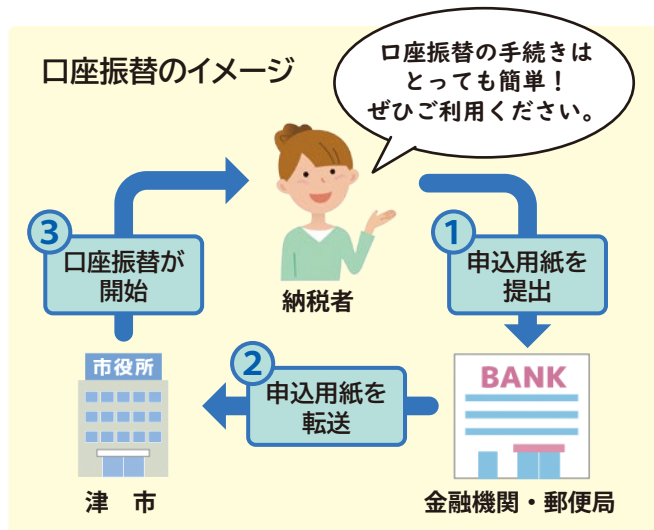 口座振替のイメージ
口座振替の手続きは
とっても簡単！
ぜひご利用ください。
納税者
1
申込用紙を
提出
BANK
金融機関・郵便局
2
申込用紙を
転送
市役所
津　市
3
口座振替が
開始